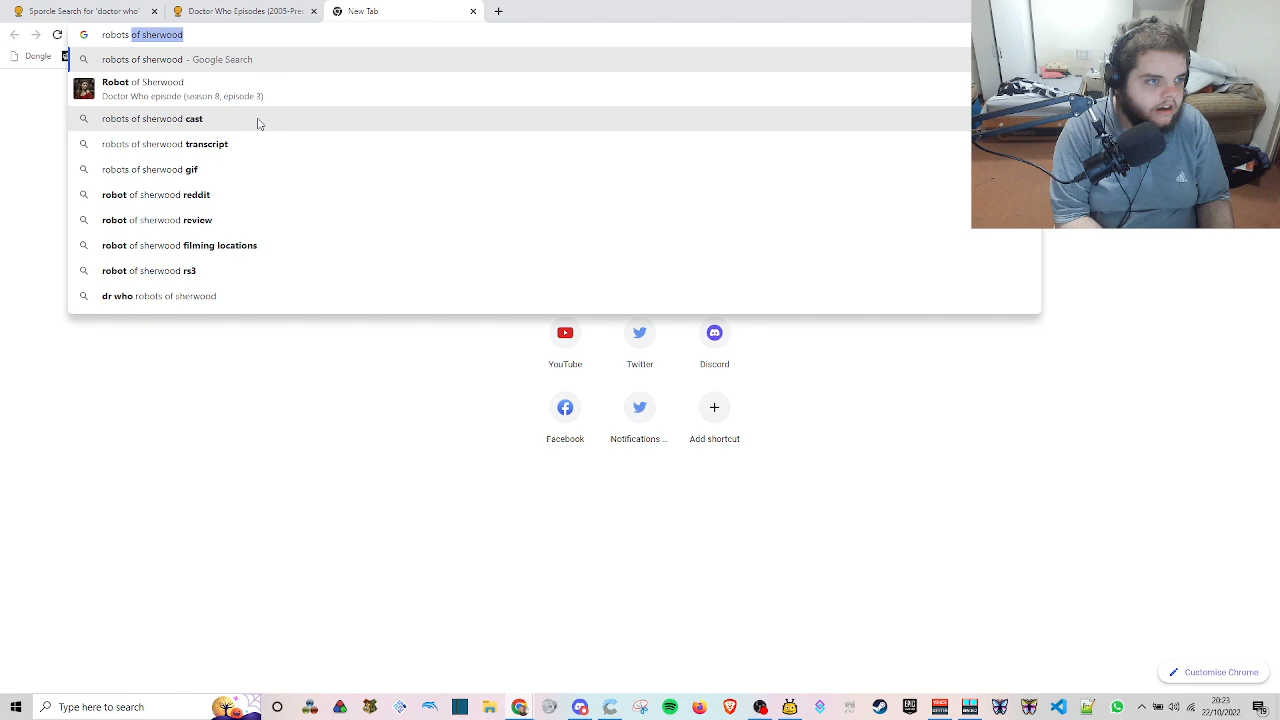 Sporcle Search for 'doctor who'
Doctor Who Episodes (2005-Pres
New Tab
robots of sherwood
Dongle
robots of sherwood - Google Search
Robot of Sherwood
Doctor Who episode (season 8, episode 3)
robots of sherwood cast
robots of sherwood transcript
robots of sherwood gif
robot of sherwood reddit
robot of sherwood review
robot of sherwood filming locations
robot of sherwood rs3
dr who robots of sherwood
YouTube
Twitter
Discord
Facebook
Notifications ...
Add shortcut
Customise Chrome
Type here to search
EPIC
20:23
22/10/2022